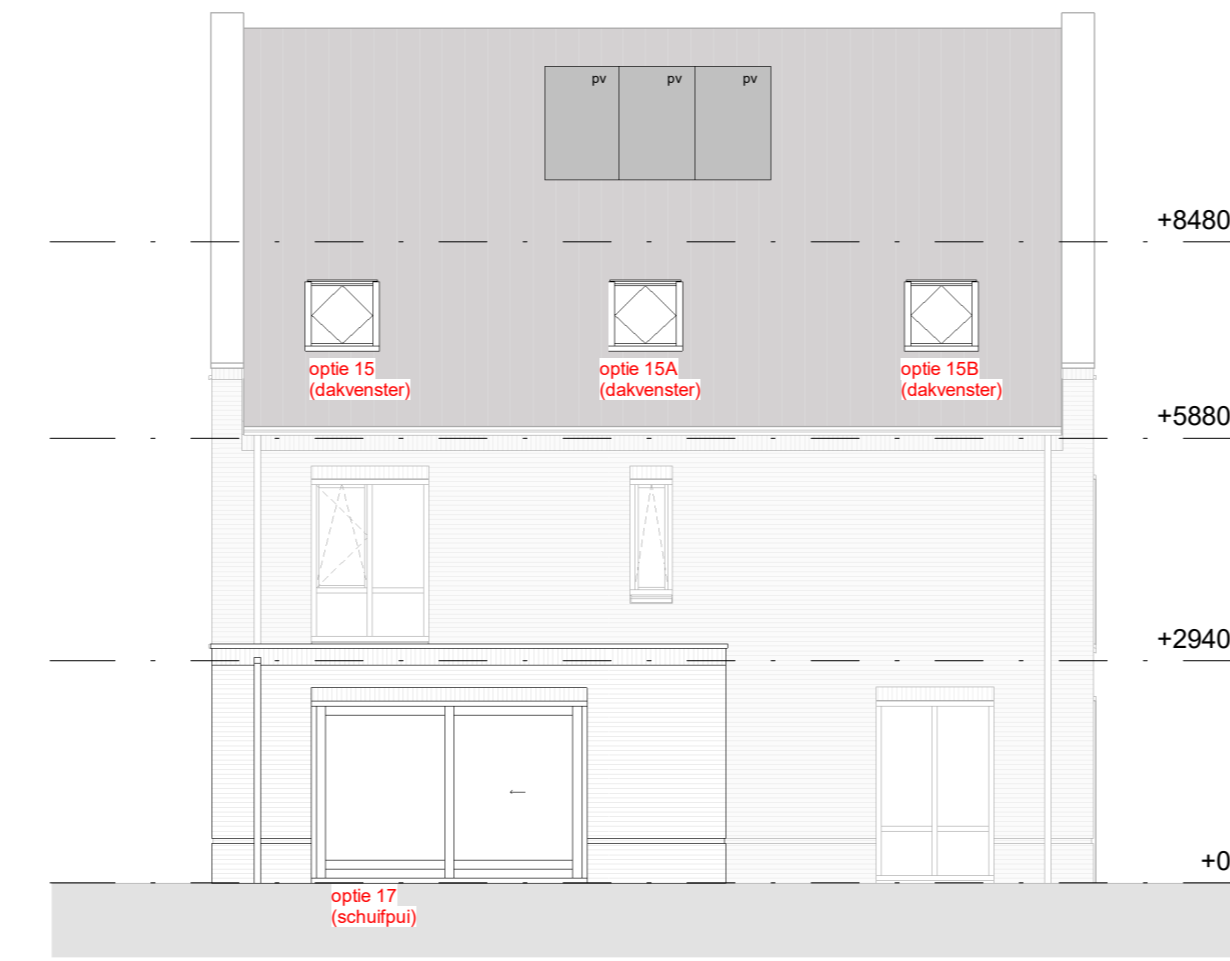 pv pv pv
+8480
optie 15
(dakvenster)
optie 15A
(dakvenster)
optie 15B
(dakvenster)
+5880
+2940
+0
optie 17
(schuifpui)